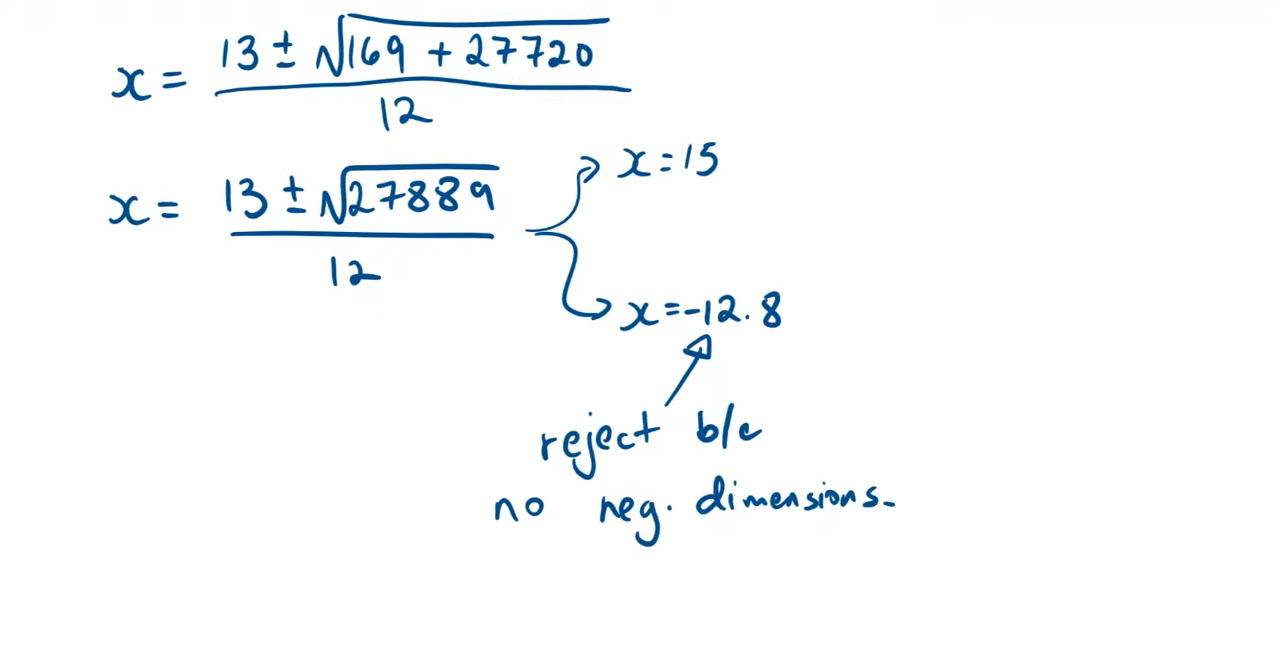 x = 13 ± √169 + 27720 / 12
x = 15
x = 13 ± √27889 / 12
x = -12.8
reject b/c
no neg. dimensions.